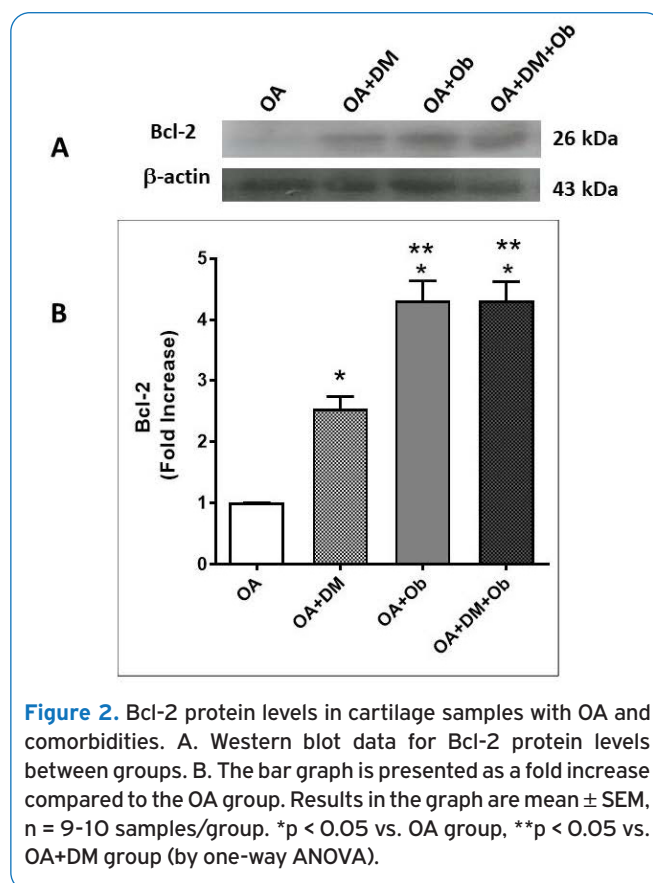 OA
OA+DM
OA+Ob
OA+DM+Ob
A
Bcl-2
26 kDa
β-actin
43 kDa
B
Bcl-2
(Fold Increase)
5
4
3
2
1
0
*
**
*
**
*
OA
OA+DM
OA+Ob
OA+DM+Ob
Figure 2. Bcl-2 protein levels in cartilage samples with OA and
comorbidities. A. Western blot data for Bcl-2 protein levels
between groups. B. The bar graph is presented as a fold increase
compared to the OA group. Results in the graph are mean ± SEM,
n = 9-10 samples/group. *p < 0.05 vs. OA group, **p < 0.05 vs.
OA+DM group (by one-way ANOVA).